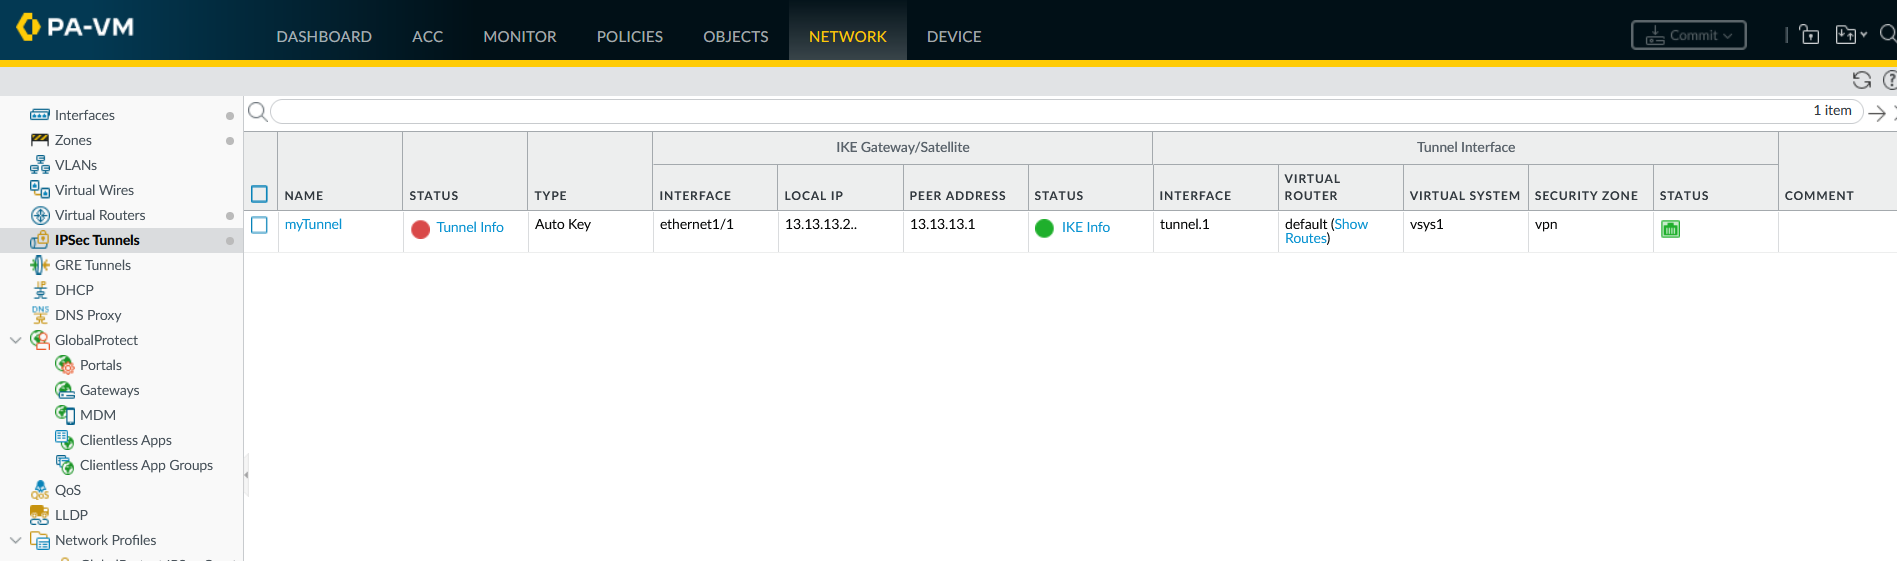 PA-VM
DASHBOARD ACC MONITOR POLICIES OBJECTS NETWORK DEVICE Commit
Interfaces
Zones
VLANs
Virtual Wires
Virtual Routers
IPSec Tunnels
GRE Tunnels
DHCP
DNS Proxy
GlobalProtect
Portals
Gateways
MDM
Clientless Apps
Clientless App Groups
QoS
LLDP
Network Profiles
1 item
IKE Gateway/Satellite Tunnel Interface
NAME STATUS TYPE INTERFACE LOCAL IP PEER ADDRESS STATUS INTERFACE VIRTUAL ROUTER VIRTUAL SYSTEM SECURITY ZONE STATUS COMMENT
myTunnel Tunnel Info Auto Key ethernet1/1 13.13.13.2.. 13.13.13.1 IKE Info tunnel.1 default (Show Routes) vsys1 vpn